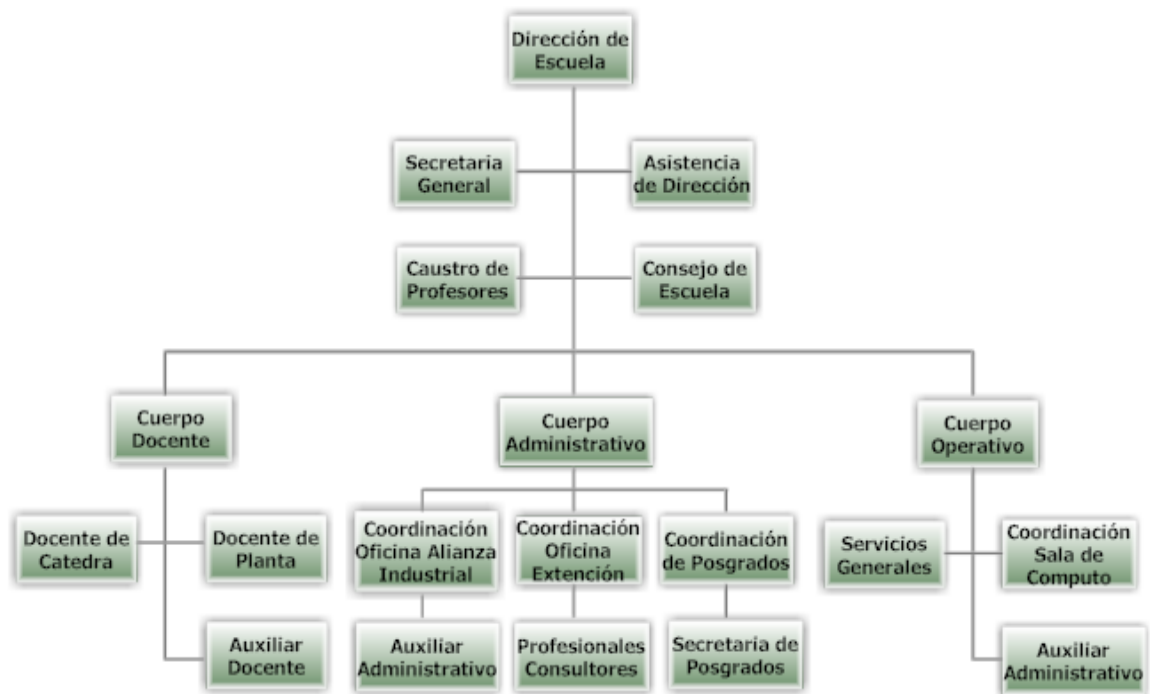 Dirección de
Escuela
Secretaria
General
Asistencia
de Dirección
Caustro de
Profesores
Consejo de
Escuela
Cuerpo
Docente
Cuerpo
Administrativo
Cuerpo
Operativo
Docente de
Catedra
Docente de
Planta
Coordinación
Oficina Alianza
Industrial
Coordinación
Oficina
Extención
Coordinación
de Posgrados
Servicios
Generales
Coordinación
Sala de
Computo
Auxiliar
Docente
Auxiliar
Administrativo
Profesionales
Consultores
Secretaria de
Posgrados
Auxiliar
Administrativo